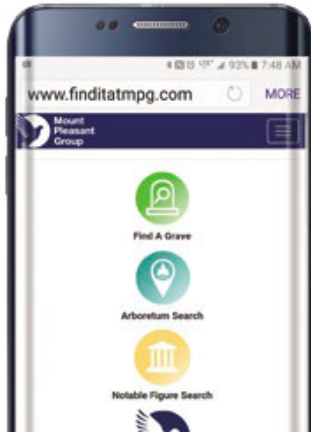 93% 7:48 AM
www.finditatmpg.com MORE
Mount
Pleasant
Group
Find A Grave
Arboretum Search
Notable Figure Search